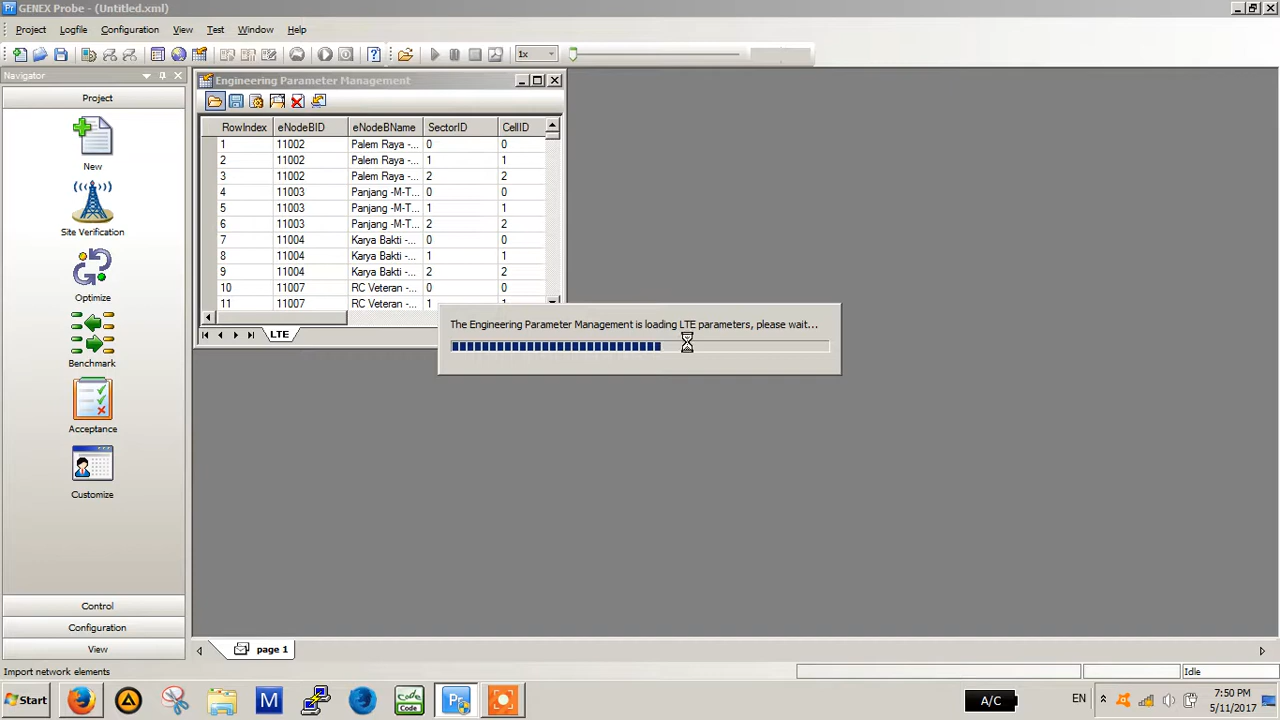 GENEX Probe - (Untitled.xml)
Project Logfile Configuration View Test Window Help
1x
Navigator
Project
New
Site Verification
Optimize
Benchmark
Acceptance
Customize
Control
Configuration
View
Engineering Parameter Management
RowIndex eNodeBID eNodeBName SectorID CellID
1 11002 Palem Raya -... 0 0
2 11002 Palem Raya -... 1 1
3 11002 Palem Raya -... 2 2
4 11003 Panjang -M-T... 0 0
5 11003 Panjang -M-T... 1 1
6 11003 Panjang -M-T... 2 2
7 11004 Karya Bakti -... 0 0
8 11004 Karya Bakti -... 1 1
9 11004 Karya Bakti -... 2 2
10 11007 RC Veteran -... 0 0
11 11007 RC Veteran -... 1 1
LTE
The Engineering Parameter Management is loading LTE parameters, please wait...
page 1
Import network elements
Idle
Start
M
Code
Pr
A/C
EN
7:50 PM
5/11/2017